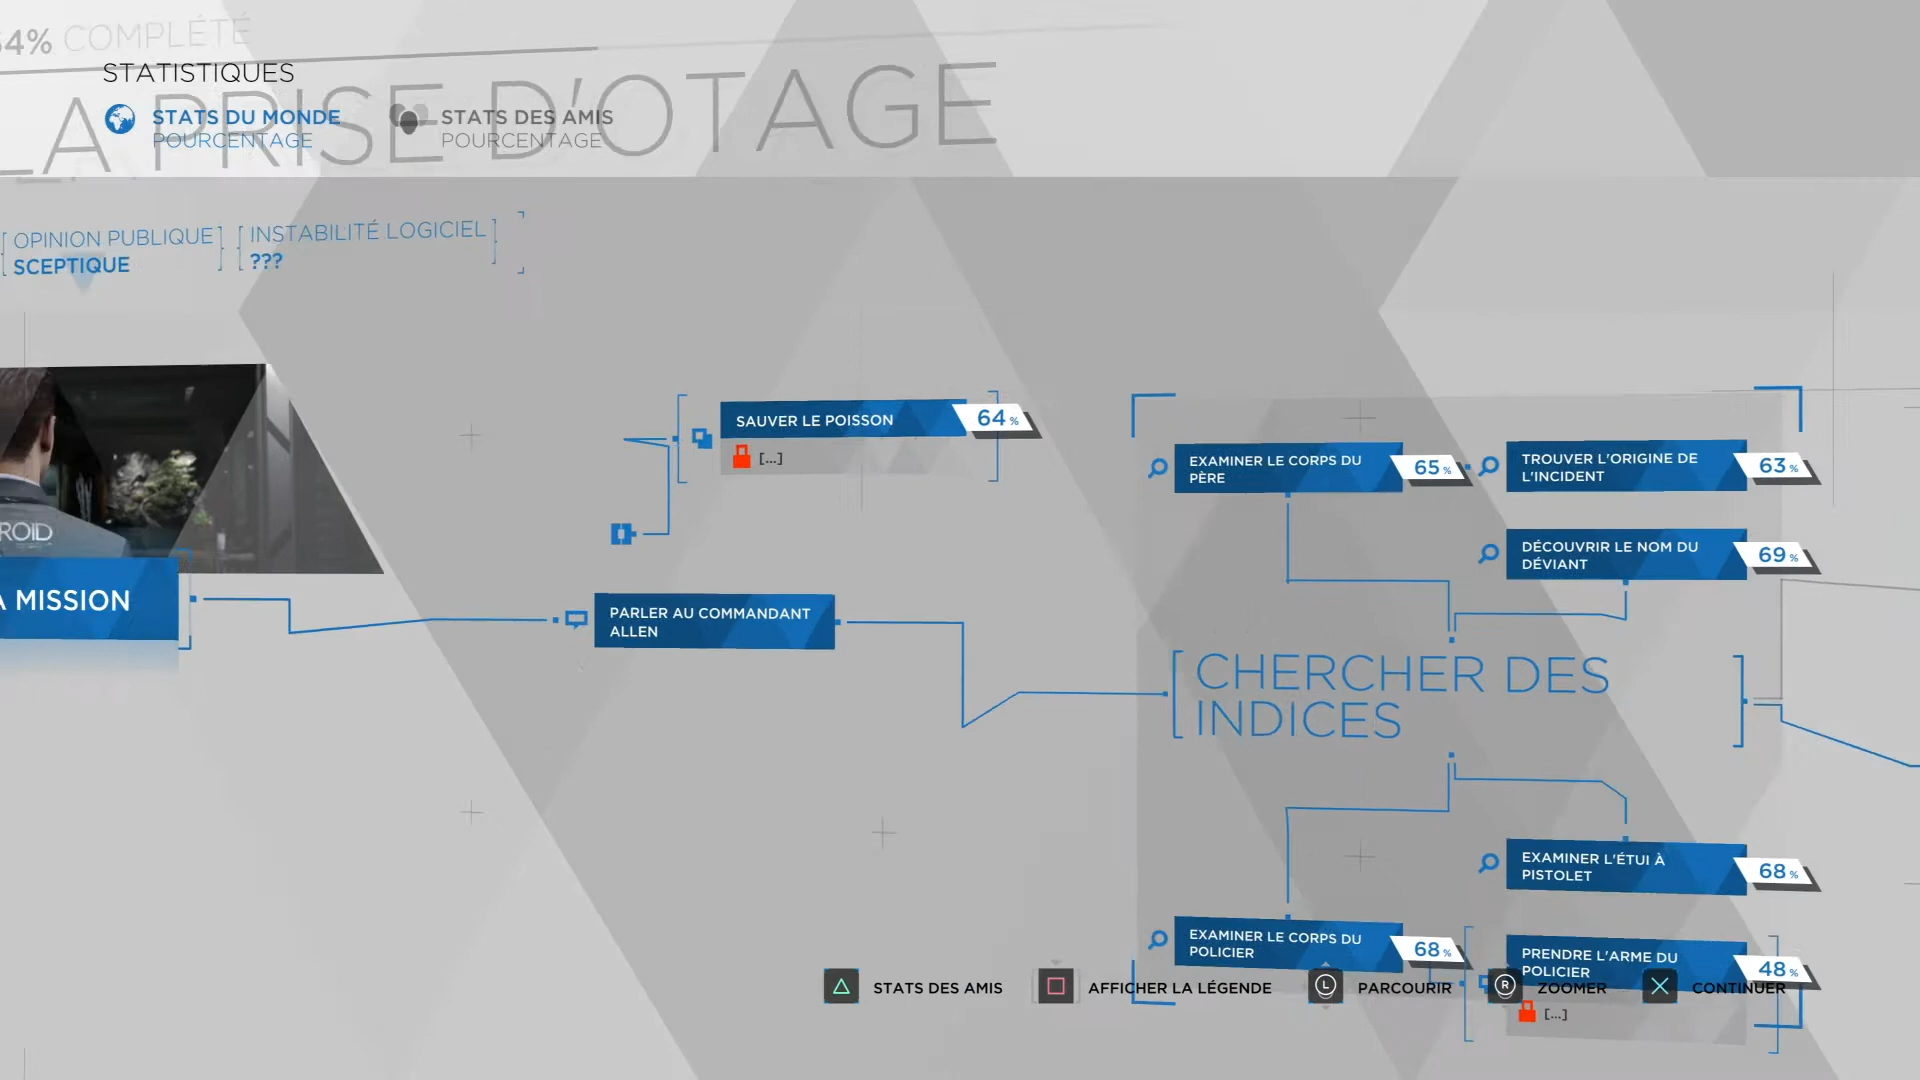 4% COMPLÉTÉ
STATISTIQUES
LA PRISE D'OTAGE
STATS DU MONDE
POURCENTAGE
STATS DES AMIS
POURCENTAGE
OPINION PUBLIQUE
SCEPTIQUE
INSTABILITÉ LOGICIEL
???
ROID
A MISSION
SAUVER LE POISSON
64%
[...]
PARLER AU COMMANDANT
ALLEN
EXAMINER LE CORPS DU
PÈRE
65%
TROUVER L'ORIGINE DE
L'INCIDENT
63%
DÉCOUVRIR LE NOM DU
DÉVIANT
69%
CHERCHER DES
INDICES
EXAMINER L'ÉTUI À
PISTOLET
68%
EXAMINER LE CORPS DU
POLICIER
68%
PRENDRE L'ARME DU
POLICIER
48%
[...]
STATS DES AMIS
AFFICHER LA LÉGENDE
L
PARCOURIR
R
ZOOMER
CONTINUER